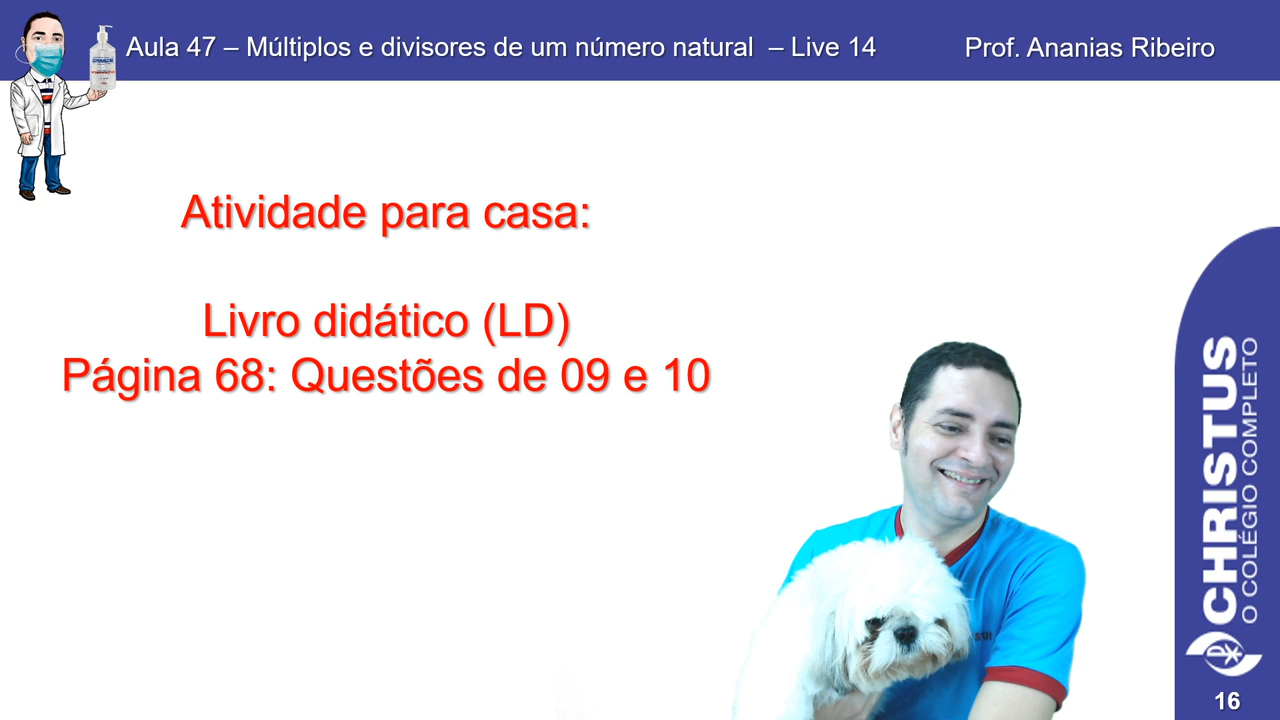 Aula 47 – Múltiplos e divisores de um número natural – Live 14
Prof. Ananias Ribeiro
Atividade para casa:
Livro didático (LD)
Página 68: Questões de 09 e 10
CHRISTUS
O COLÉGIO COMPLETO
16